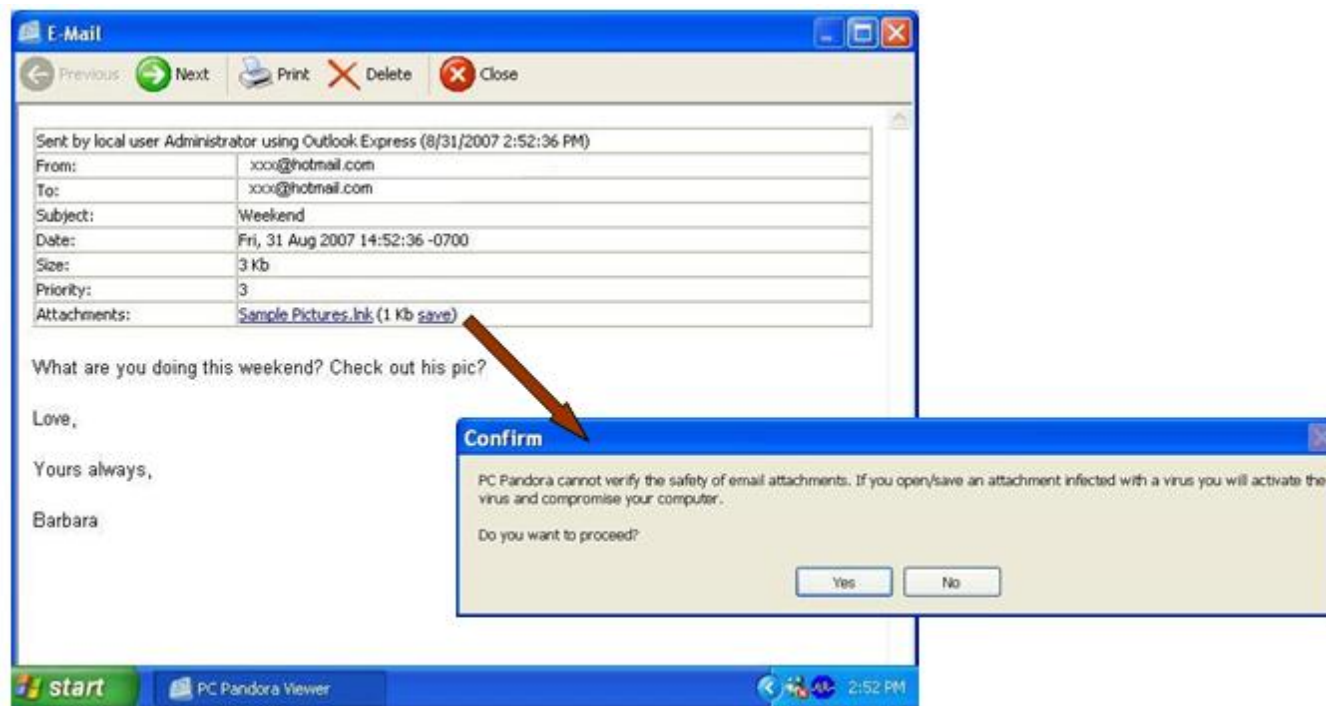 E-Mail
Previous Next Print Delete Close
Sent by local user Administrator using Outlook Express (8/31/2007 2:52:36 PM)
From: xxx@hotmail.com
To: xxx@hotmail.com
Subject: Weekend
Date: Fri, 31 Aug 2007 14:52:36 -0700
Size: 3 Kb
Priority: 3
Attachments: Sample Pictures.lnk (1 Kb save)
What are you doing this weekend? Check out his pic?
Love,
Yours always,
Barbara
Confirm
PC Pandora cannot verify the safety of email attachments. If you open/save an attachment infected with a virus you will activate the
virus and compromise your computer.
Do you want to proceed?
Yes No
start PC Pandora Viewer 2:52 PM